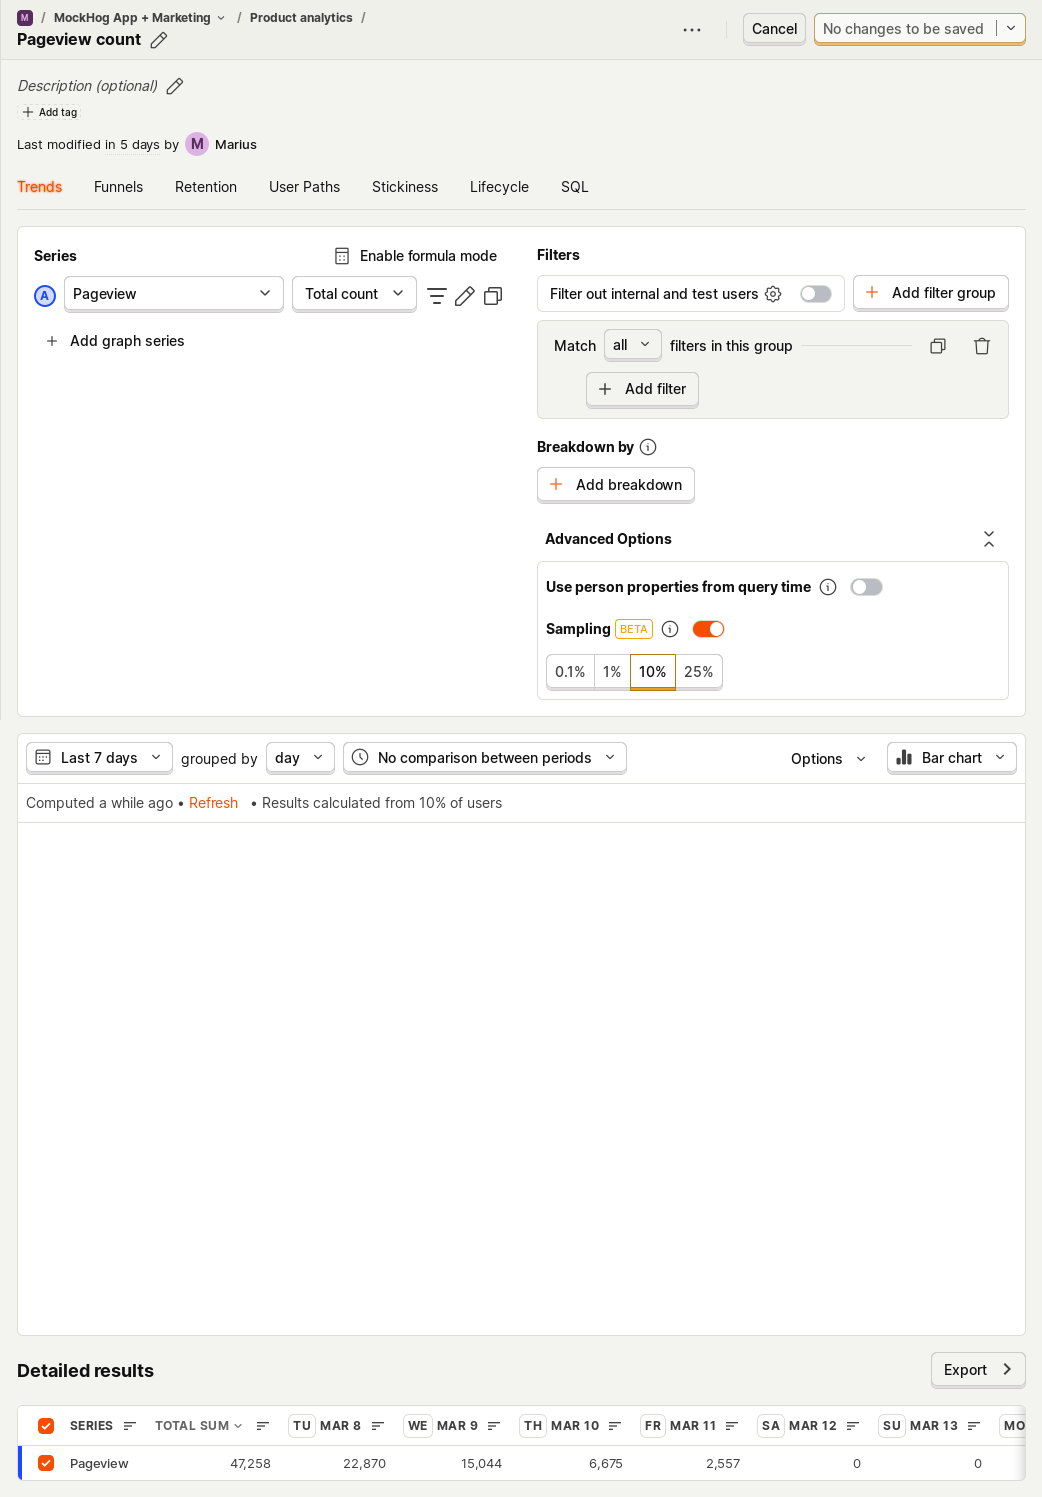 M / MockHog App + Marketing / Product analytics /
Pageview count
Cancel
No changes to be saved
Description (optional)
Add tag
Last modified in 5 days by M Marius
Trends Funnels Retention User Paths Stickiness Lifecycle SQL
Series
Enable formula mode
A Pageview Total count
Add graph series
Filters
Filter out internal and test users
Add filter group
Match all filters in this group
Add filter
Breakdown by
Add breakdown
Advanced Options
Use person properties from query time
Sampling BETA
0.1% 1% 10% 25%
Last 7 days grouped by day No comparison between periods Options Bar chart
Computed a while ago • Refresh • Results calculated from 10% of users
Detailed results
Export
SERIES TOTAL SUM TU MAR 8 WE MAR 9 TH MAR 10 FR MAR 11 SA MAR 12 SU MAR 13 MO
Pageview 47,258 22,870 15,044 6,675 2,557 0 0